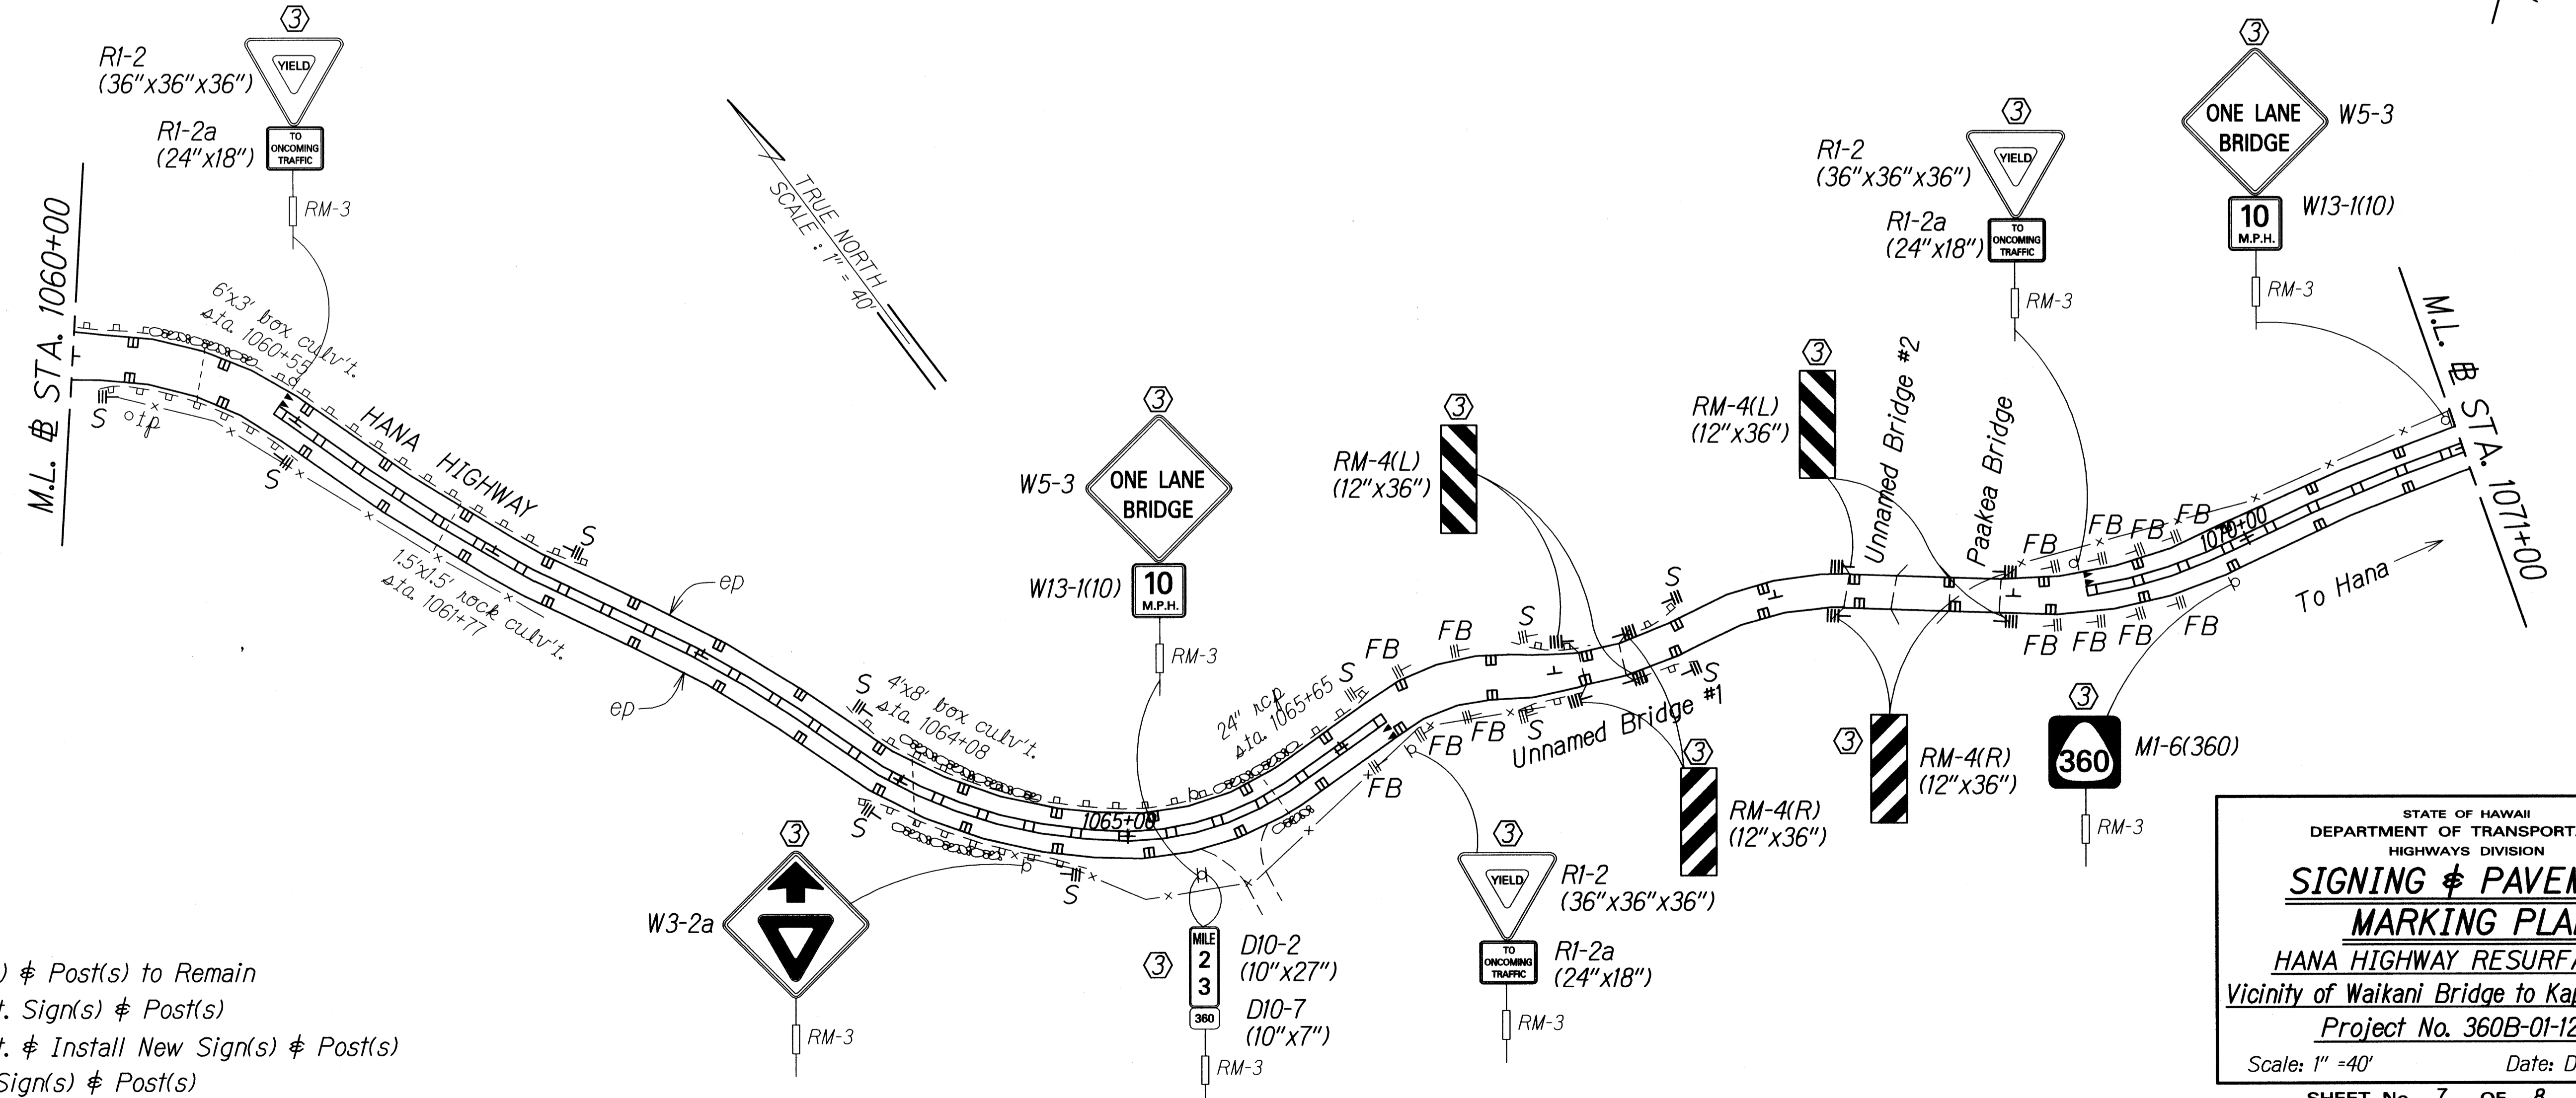 3
R1-2
(36"x36"x36")
YIELD
R1-2a
(24"x18")
TO
ONCOMING
TRAFFIC
RM-3
M.L. B STA. 1060+00
6'x3' box culv't.
sta. 1060+55
S
otp
S
HANA HIGHWAY
S
1.5'x1.5' rock culv't.
sta. 1061+77
ep
ep
TRUE NORTH
SCALE : 1" = 40'
S
4'x8' box culv't.
sta. 1064+08
S
S
1065+00
24" rcp
sta. 1065+65
3
W5-3
ONE LANE
BRIDGE
W13-1(10)
10
M.P.H.
RM-3
3
W3-2a
RM-3
3
MILE
2
3
360
D10-2
(10"x27")
D10-7
(10"x7")
RM-3
3
RM-4(L)
(12"x36")
S
FB
FB
S
S
S
FB
FB
FB
S
Unnamed Bridge #1
3
YIELD
R1-2
(36"x36"x36")
TO
ONCOMING
TRAFFIC
R1-2a
(24"x18")
RM-3
3
RM-4(R)
(12"x36")
3
RM-4(L)
(12"x36")
Unnamed Bridge #2
Paakea Bridge
3
RM-4(R)
(12"x36")
3
R1-2
(36"x36"x36")
YIELD
R1-2a
(24"x18")
TO
ONCOMING
TRAFFIC
RM-3
3
ONE LANE
BRIDGE
W5-3
10
M.P.H.
W13-1(10)
RM-3
FB
FB
FB
FB
1070+00
FB
FB
FB
FB
To Hana
M.L. B STA. 1071+00
3
360
M1-6(360)
RM-3
) & Post(s) to Remain
t. Sign(s) & Post(s)
t. & Install New Sign(s) & Post(s)
Sign(s) & Post(s)
STATE OF HAWAII
DEPARTMENT OF TRANSPORT
HIGHWAYS DIVISION
SIGNING & PAVEM
MARKING PLA
HANA HIGHWAY RESURFA
Vicinity of Waikani Bridge to Kap
Project No. 360B-01-12
Scale: 1" =40'
Date: D
SHEET No. 7 OF 8